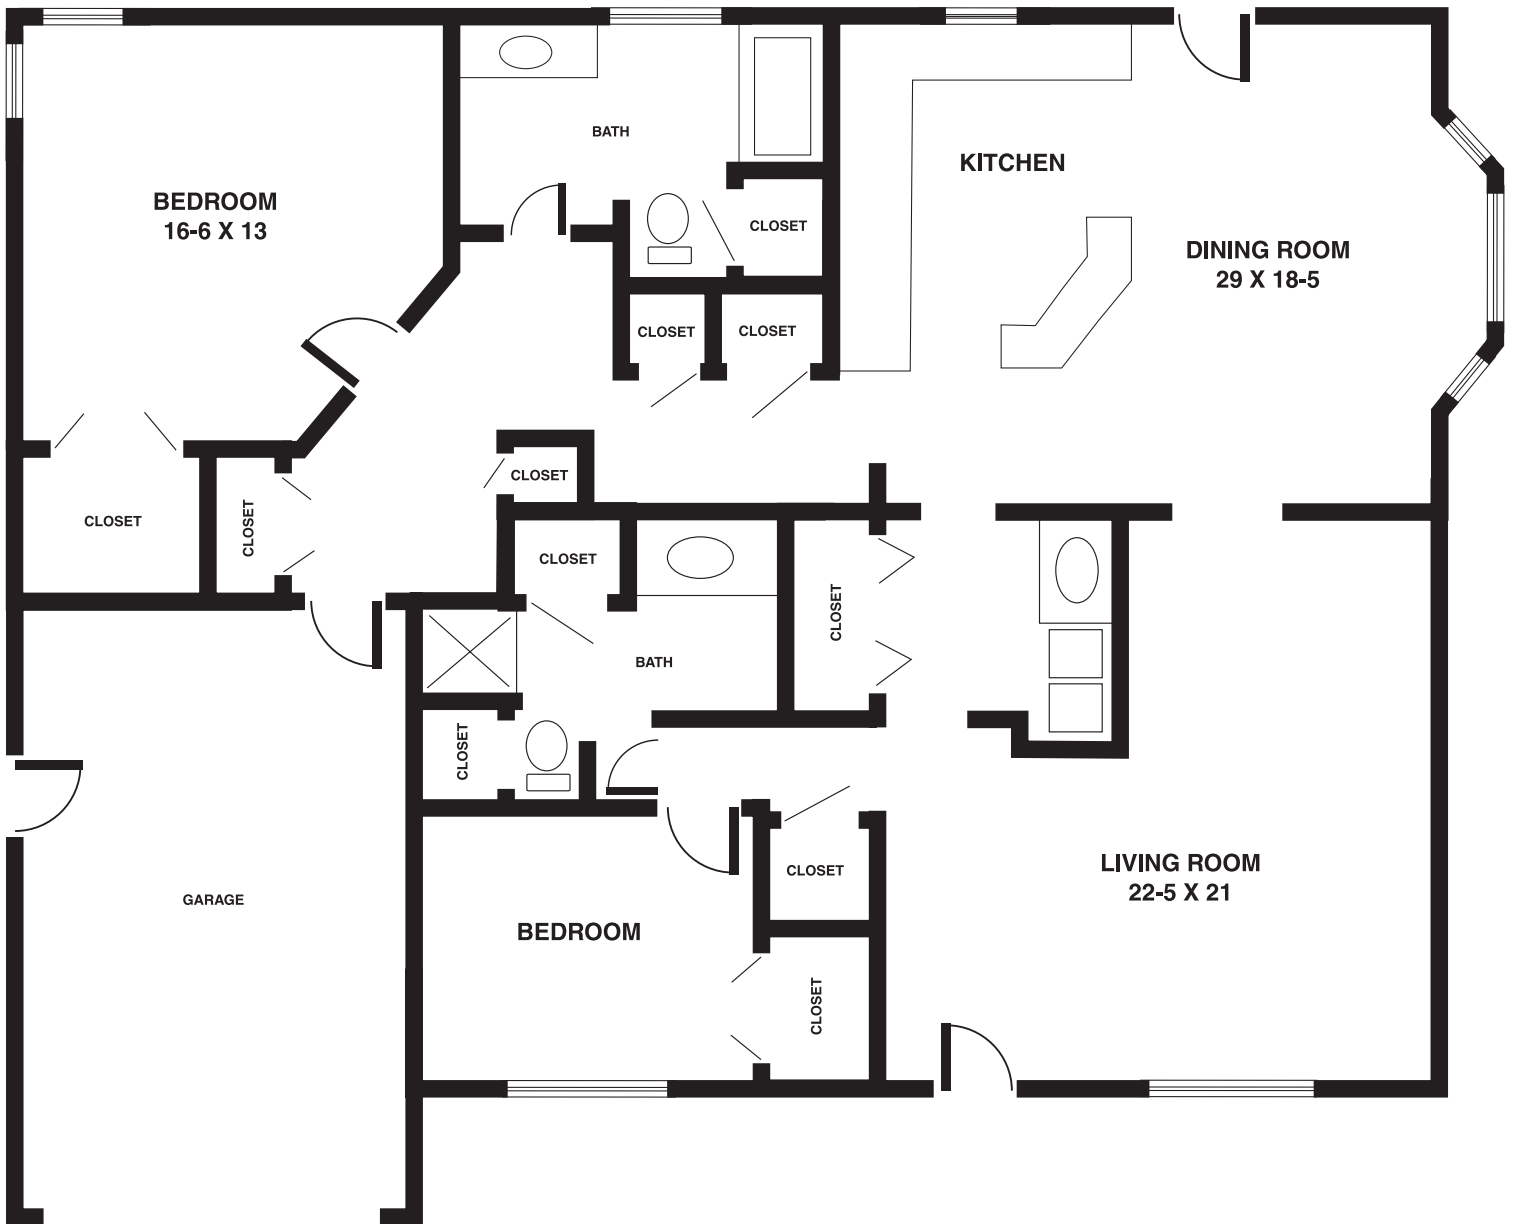 BATH
KITCHEN
BEDROOM
16-6 X 13
CLOSET
DINING ROOM
29 X 18-5
CLOSET
CLOSET
CLOSET
CLOSET
CLOSET
CLOSET
CLOSET
BATH
CLOSET
LIVING ROOM
22-5 X 21
CLOSET
GARAGE
BEDROOM
CLOSET